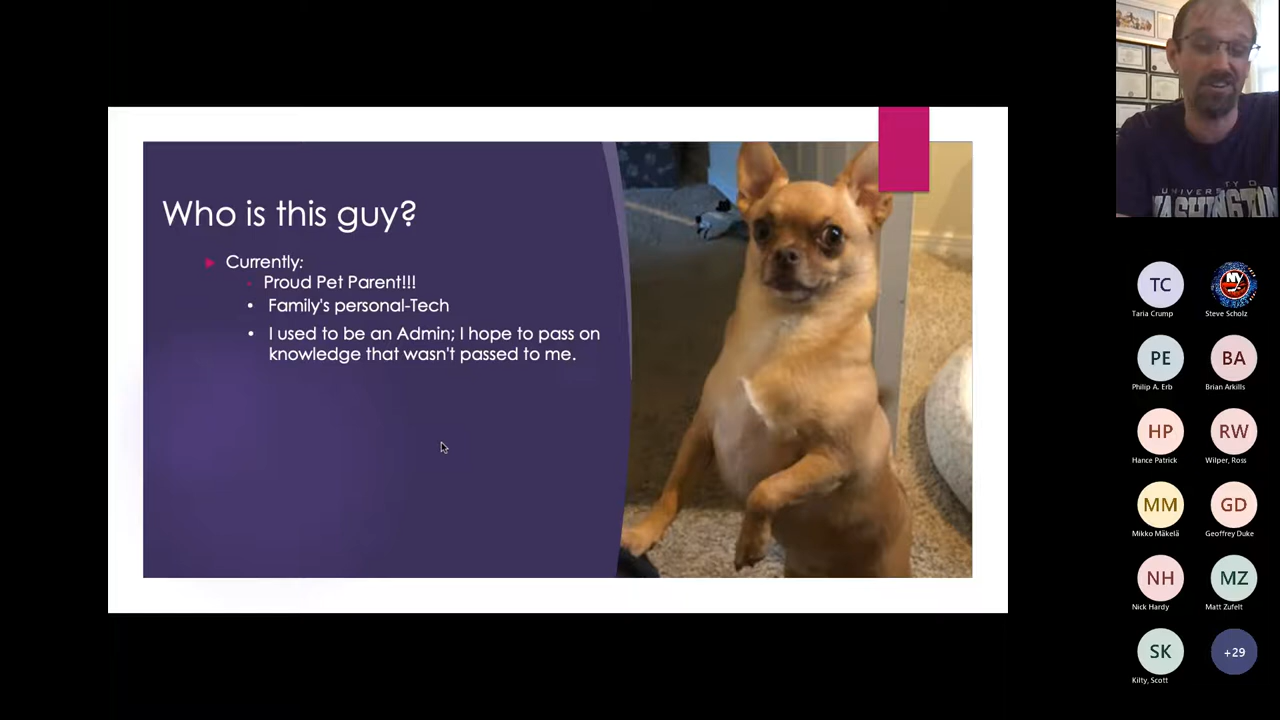 Who is this guy?
Currently:
Proud Pet Parent!!!
Family's personal-Tech
I used to be an Admin; I hope to pass on
knowledge that wasn't passed to me.
UNIVERSITY O
WASHINGTON
TC
Taria Crump
NY
Steve Scholz
PE
Philip A. Erb
BA
Brian Arkills
HP
Hance Patrick
RW
Wilper, Ross
MM
Mikko Mäkelä
GD
Geoffrey Duke
NH
Nick Hardy
MZ
Matt Zufelt
SK
Kilty, Scott
+29